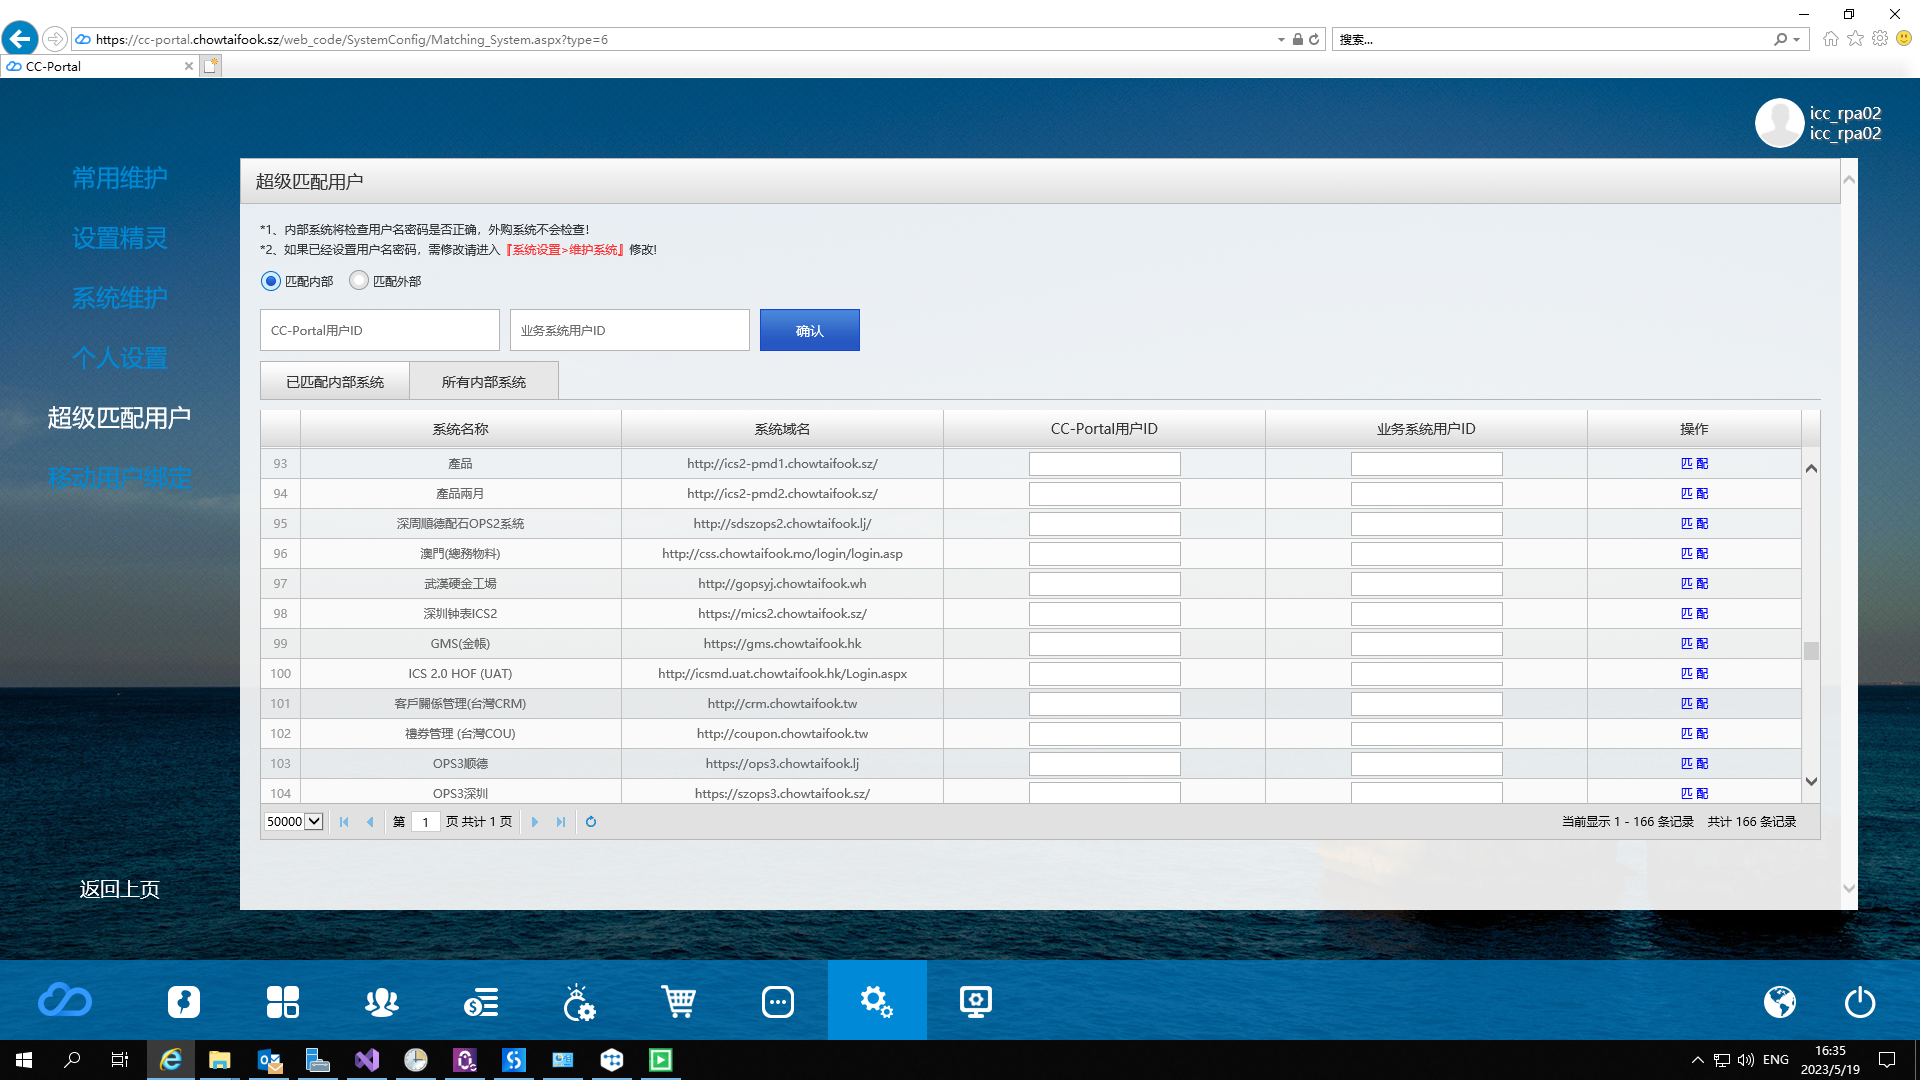 https://cc-portal.chowtaifook.sz/web_code/SystemConfig/Matching_System.aspx?type=6
搜索...
CC-Portal
icc_rpa02
icc_rpa02
常用维护
设置精灵
系统维护
个人设置
超级匹配用户
移动用户绑定
返回上页
超级匹配用户
*1、内部系统将检查用户名密码是否正确，外购系统不会检查!
*2、如果已经设置用户名密码，需修改请进入『系统设置>维护系统』修改!
匹配内部 匹配外部
CC-Portal用户ID 业务系统用户ID 确认
已匹配内部系统 所有内部系统
系统名称 系统域名 CC-Portal用户ID 业务系统用户ID 操作
93 產品 http://ics2-pmd1.chowtaifook.sz/ 匹 配
94 產品兩月 http://ics2-pmd2.chowtaifook.sz/ 匹 配
95 深周順德配石OPS2系統 http://sdszops2.chowtaifook.lj/ 匹 配
96 澳門(總務物料) http://css.chowtaifook.mo/login/login.asp 匹 配
97 武漢硬金工場 http://gopsyj.chowtaifook.wh 匹 配
98 深圳钟表ICS2 https://mics2.chowtaifook.sz/ 匹 配
99 GMS(金帳) https://gms.chowtaifook.hk 匹 配
100 ICS 2.0 HOF (UAT) http://icsmd.uat.chowtaifook.hk/Login.aspx 匹 配
101 客戶關係管理(台灣CRM) http://crm.chowtaifook.tw 匹 配
102 禮券管理 (台灣COU) http://coupon.chowtaifook.tw 匹 配
103 OPS3顺德 https://ops3.chowtaifook.lj 匹 配
104 OPS3深圳 https://szops3.chowtaifook.sz/ 匹 配
50000 第 1 页 共计 1 页 当前显示 1 - 166 条记录 共计 166 条记录
ENG
16:35
2023/5/19